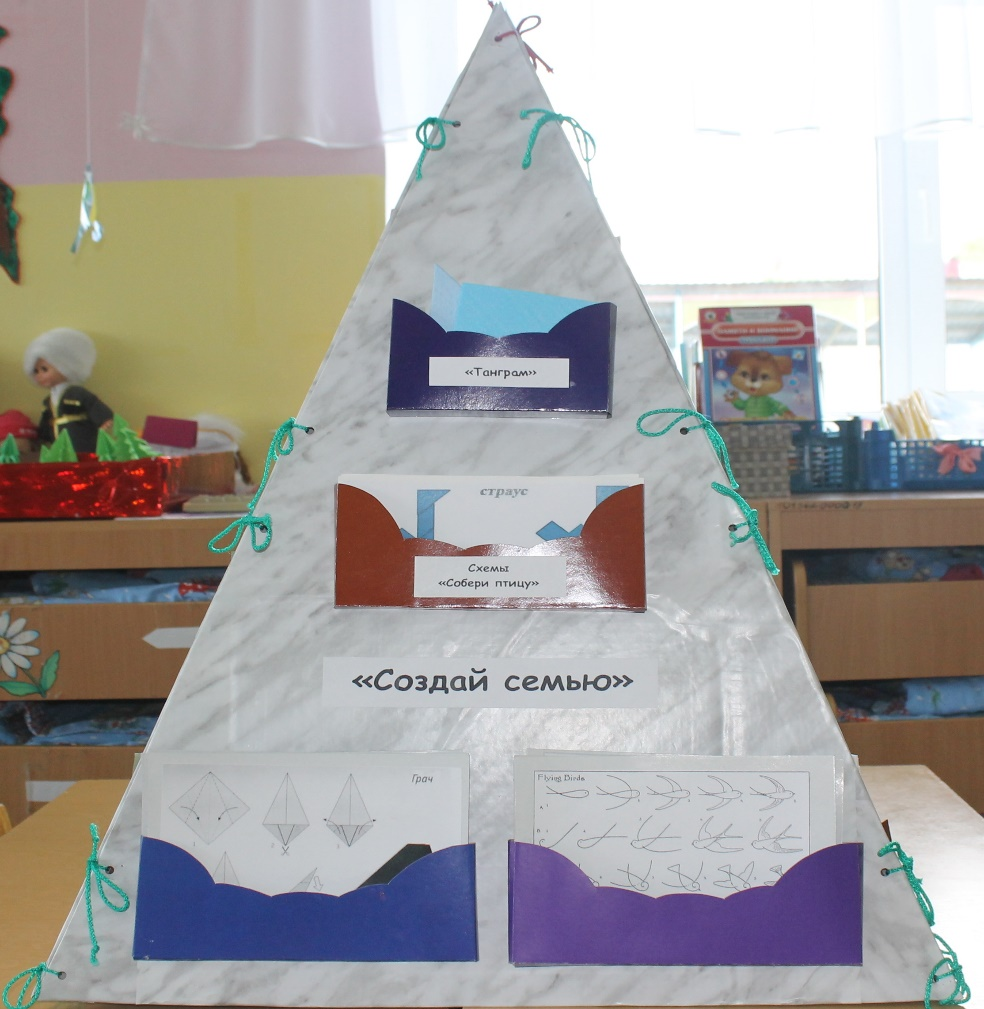 «Танграм»
страус
Схемы
«Собери птицу»
«Создай семью»
Грач
Flying Birds